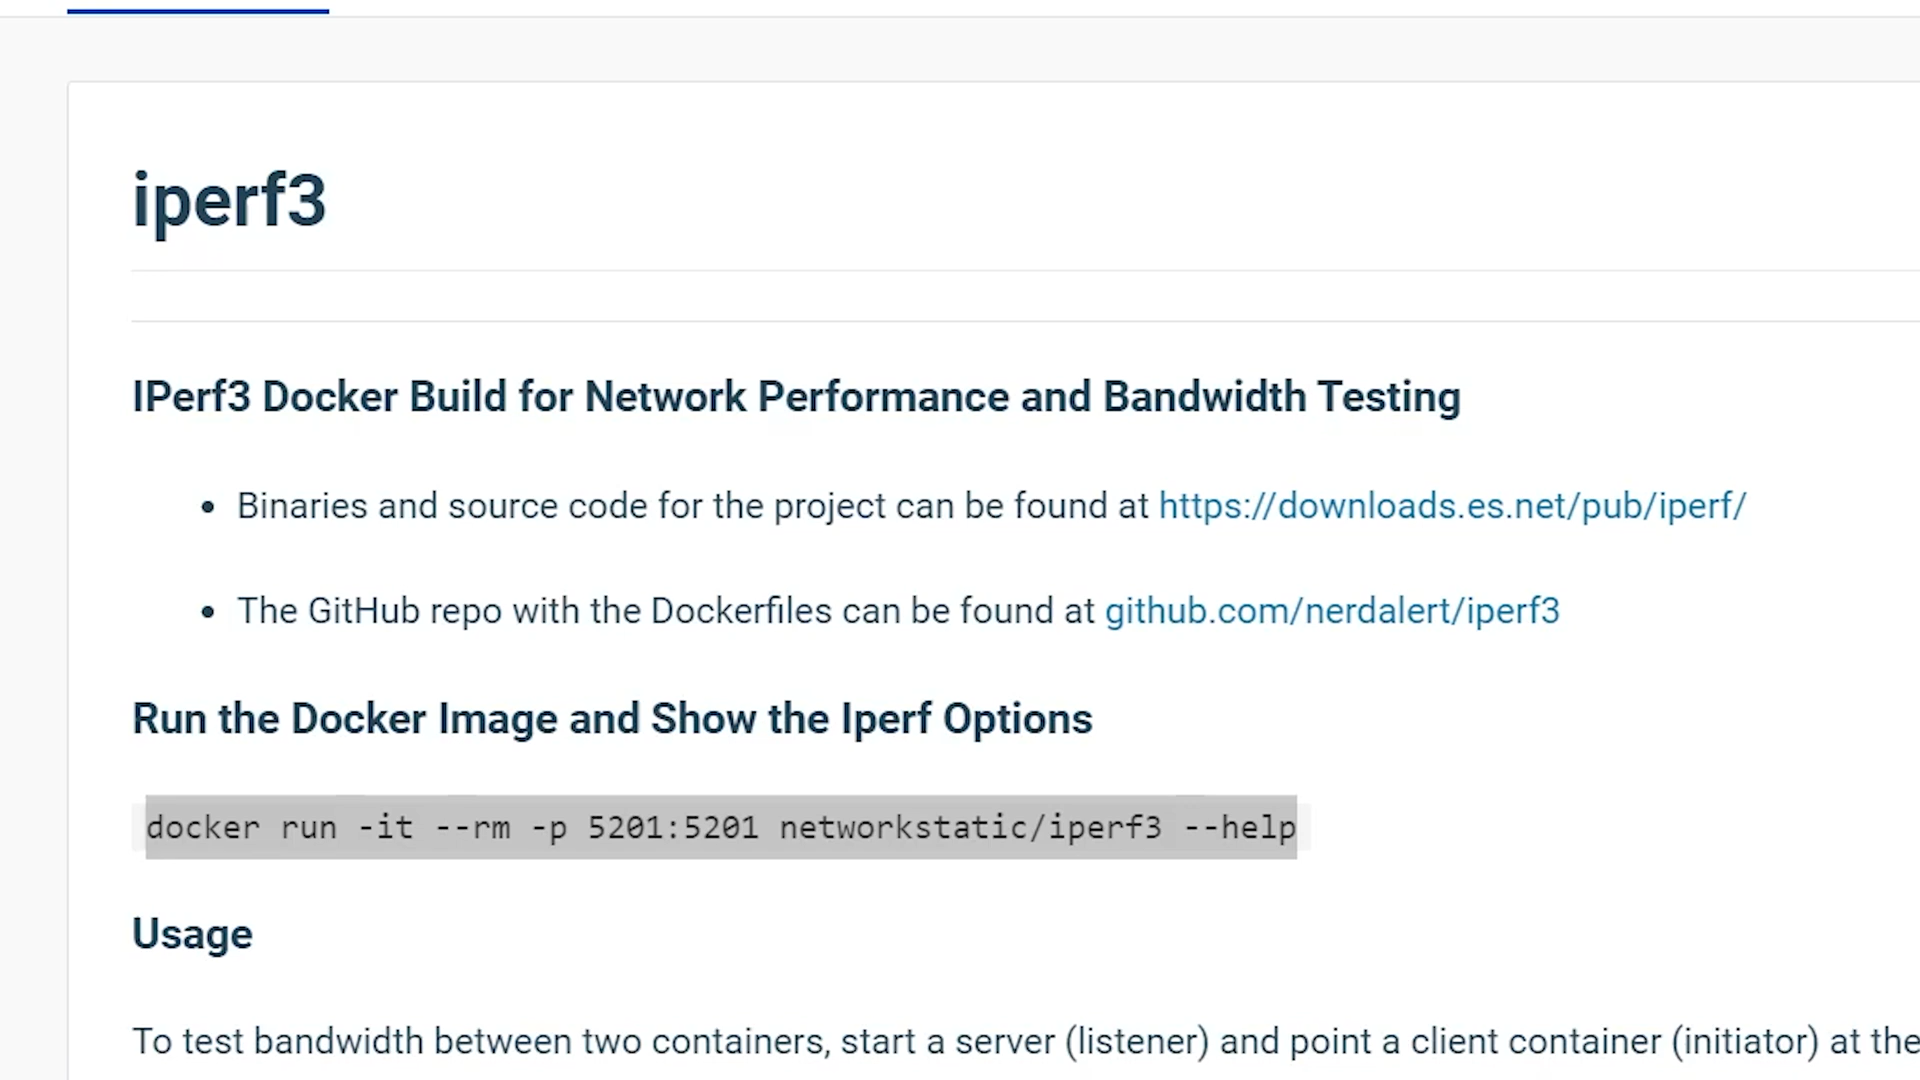 iperf3
IPerf3 Docker Build for Network Performance and Bandwidth Testing
• Binaries and source code for the project can be found at https://downloads.es.net/pub/iperf/
• The GitHub repo with the Dockerfiles can be found at github.com/nerdalert/iperf3
Run the Docker Image and Show the Iperf Options
docker run -it --rm -p 5201:5201 networkstatic/iperf3 --help
Usage
To test bandwidth between two containers, start a server (listener) and point a client container (initiator) at the